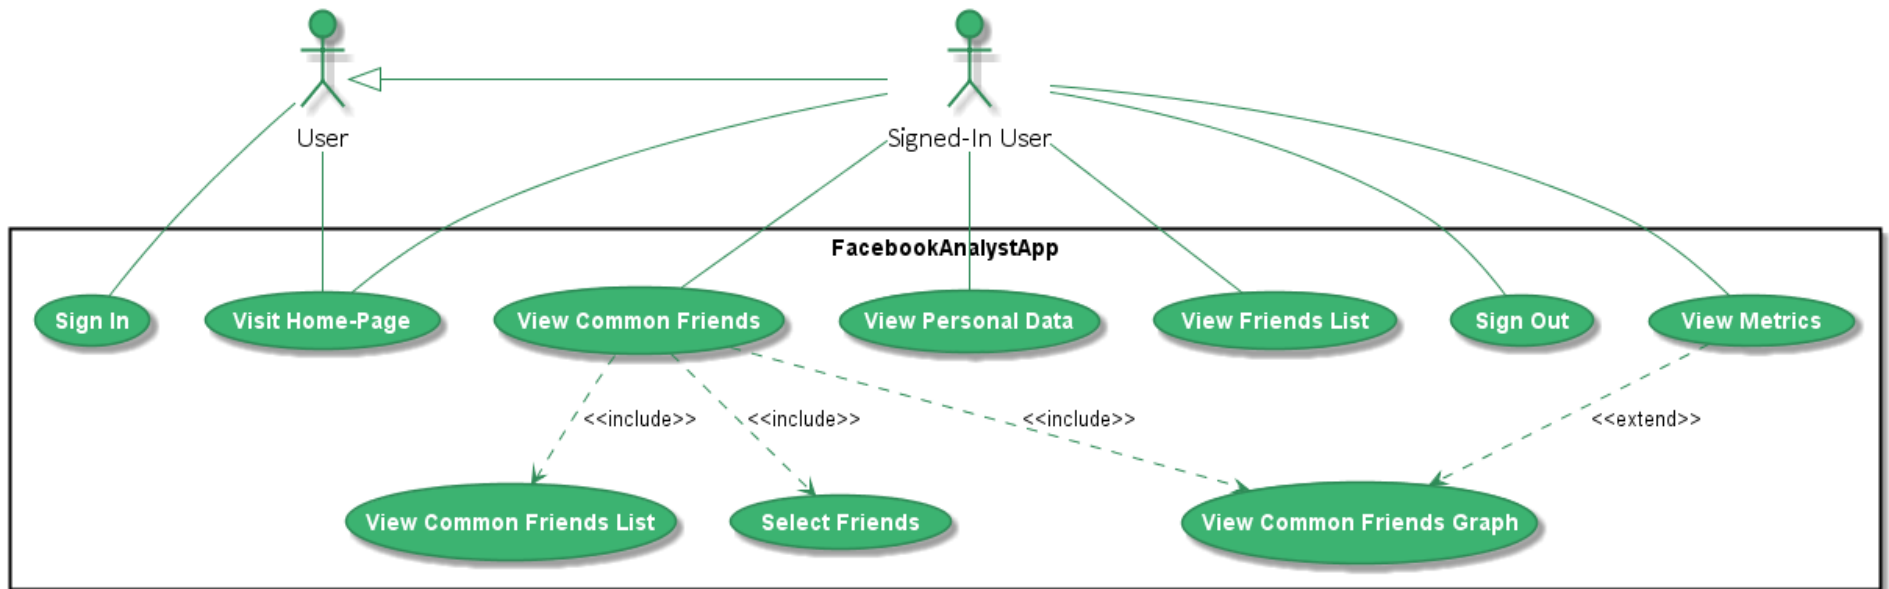 User
Signed-In User
FacebookAnalystApp
Sign In
Visit Home-Page
View Common Friends
View Personal Data
View Friends List
Sign Out
View Metrics
<<include>>
<<include>>
<<include>>
<<extend>>
View Common Friends List
Select Friends
View Common Friends Graph